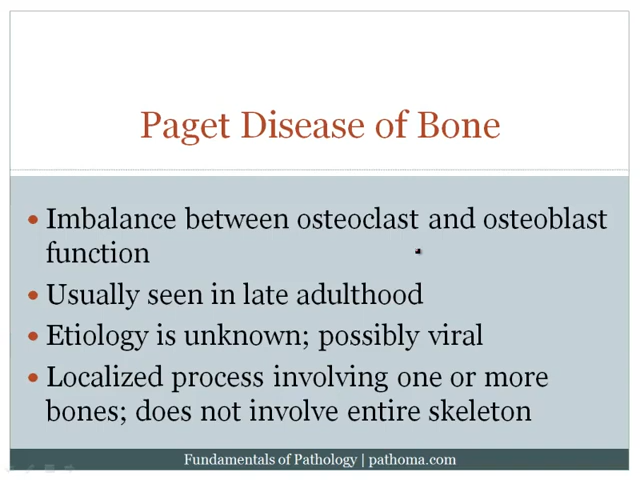 Paget Disease of Bone
• Imbalance between osteoclast and osteoblast
function
• Usually seen in late adulthood
• Etiology is unknown; possibly viral
• Localized process involving one or more
bones; does not involve entire skeleton
Fundamentals of Pathology | pathoma.com